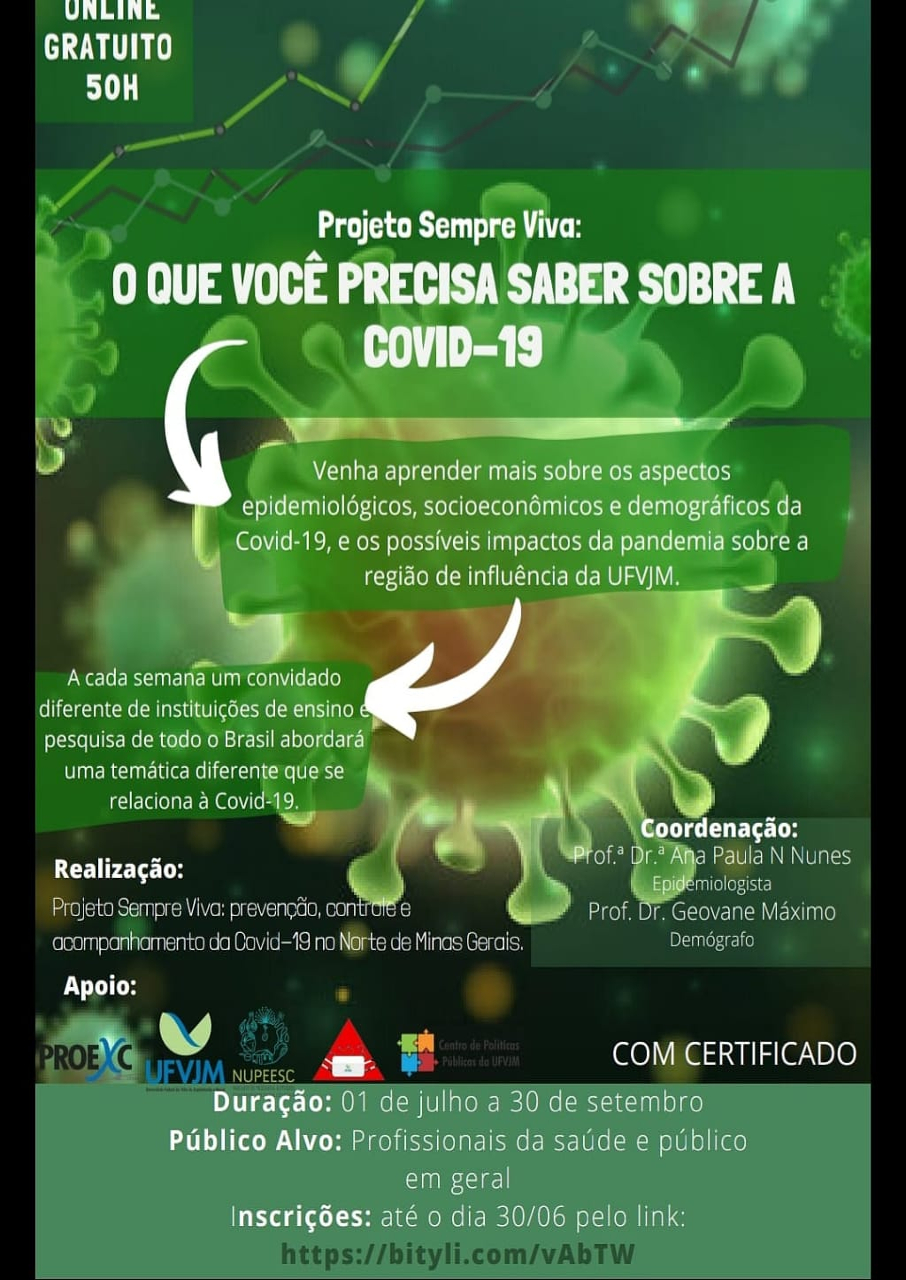 ONLINE
GRATUITO
50H
Projeto Sempre Viva:
O QUE VOCÊ PRECISA SABER SOBRE A
COVID-19
Venha aprender mais sobre os aspectos
epidemiológicos, socioeconômicos e demográficos da
Covid-19, e os possíveis impactos da pandemia sobre a
região de influência da UFVJM.
A cada semana um convidado
diferente de instituições de ensino e
pesquisa de todo o Brasil abordará
uma temática diferente que se
relaciona à Covid-19.
Coordenação:
Prof.ª Dr.ª Ana Paula N Nunes
Epidemiologista
Prof. Dr. Geovane Máximo
Demógrafo
Realização:
Projeto Sempre Viva: prevenção, controle e
acompanhamento da Covid-19 no Norte de Minas Gerais.
Apoio:
PROEXC
UFVJM
NUPEESC
Centro de Políticas
Públicas da UFVJM
COM CERTIFICADO
Duração: 01 de julho a 30 de setembro
Público Alvo: Profissionais da saúde e público
em geral
Inscrições: até o dia 30/06 pelo link:
https://bityli.com/vAbTW